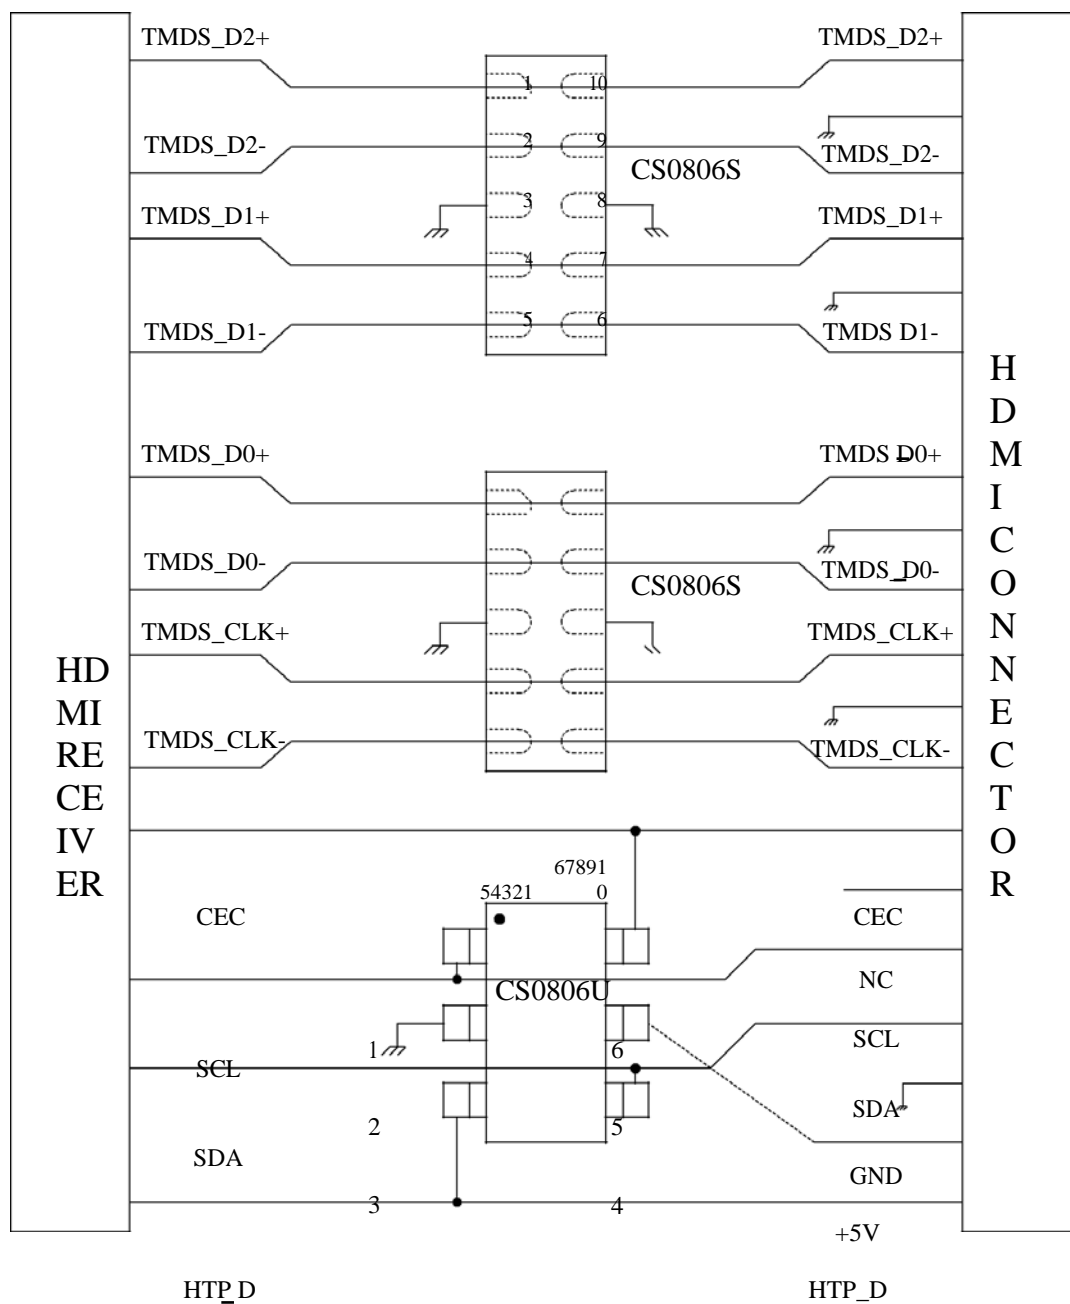 TMDS_D2+
TMDS_D2+
1
10
TMDS_D2-
2
9
TMDS_D2-
CS0806S
3
8
TMDS_D1+
TMDS_D1+
4
7
TMDS_D1-
5
6
TMDS D1-
TMDS_D0+
TMDS D0+
TMDS_D0-
TMDS_D0-
CS0806S
TMDS_CLK+
TMDS_CLK+
TMDS_CLK-
TMDS_CLK-
HD
MI
RE
CE
IV
ER
H
D
M
I
C
O
N
N
E
C
T
O
R
67891
54321
0
CEC
CEC
NC
CS0806U
1
6
SCL
SCL
2
5
SDA
SDA
3
4
GND
+5V
HTP_D
HTP_D